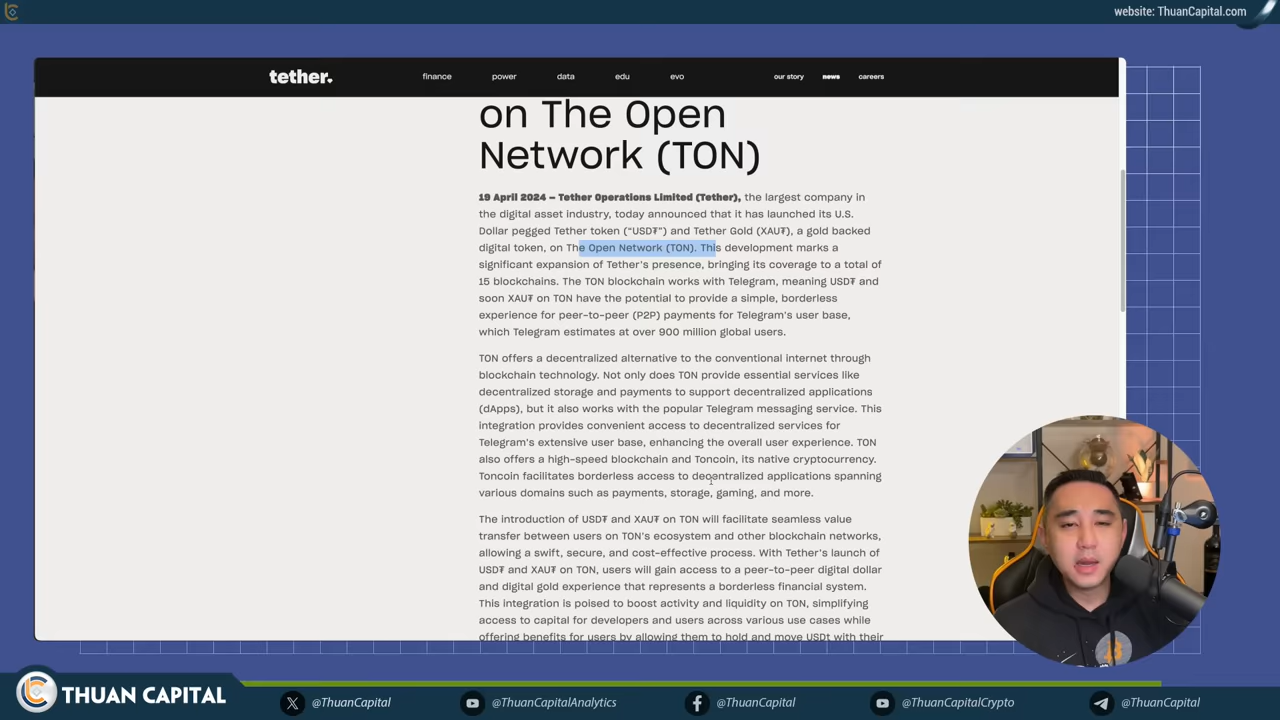 website: ThuanCapital.com
tether.
finance power data edu evo our story news careers
on The Open
Network (TON)
19 April 2024 – Tether Operations Limited (Tether), the largest company in
the digital asset industry, today announced that it has launched its U.S.
Dollar pegged Tether token (“USD₮”) and Tether Gold (XAU₮), a gold backed
digital token, on The Open Network (TON). This development marks a
significant expansion of Tether's presence, bringing its coverage to a total of
15 blockchains. The TON blockchain works with Telegram, meaning USD₮ and
soon XAU₮ on TON have the potential to provide a simple, borderless
experience for peer-to-peer (P2P) payments for Telegram's user base,
which Telegram estimates at over 900 million global users.
TON offers a decentralized alternative to the conventional internet through
blockchain technology. Not only does TON provide essential services like
decentralized storage and payments to support decentralized applications
(dApps), but it also works with the popular Telegram messaging service. This
integration provides convenient access to decentralized services for
Telegram's extensive user base, enhancing the overall user experience. TON
also offers a high-speed blockchain and Toncoin, its native cryptocurrency.
Toncoin facilitates borderless access to decentralized applications spanning
various domains such as payments, storage, gaming, and more.
The introduction of USD₮ and XAU₮ on TON will facilitate seamless value
transfer between users on TON's ecosystem and other blockchain networks,
allowing a swift, secure, and cost-effective process. With Tether's launch of
USD₮ and XAU₮ on TON, users will gain access to a peer-to-peer digital dollar
and digital gold experience that represents a borderless financial system.
This integration is poised to boost activity and liquidity on TON, simplifying
access to capital for developers and users across various use cases while
offering benefits for users by allowing them to hold and move USDt with their
THUAN CAPITAL
@ThuanCapital
@ThuanCapitalAnalytics
@ThuanCapital
@ThuanCapitalCrypto
@ThuanCapital